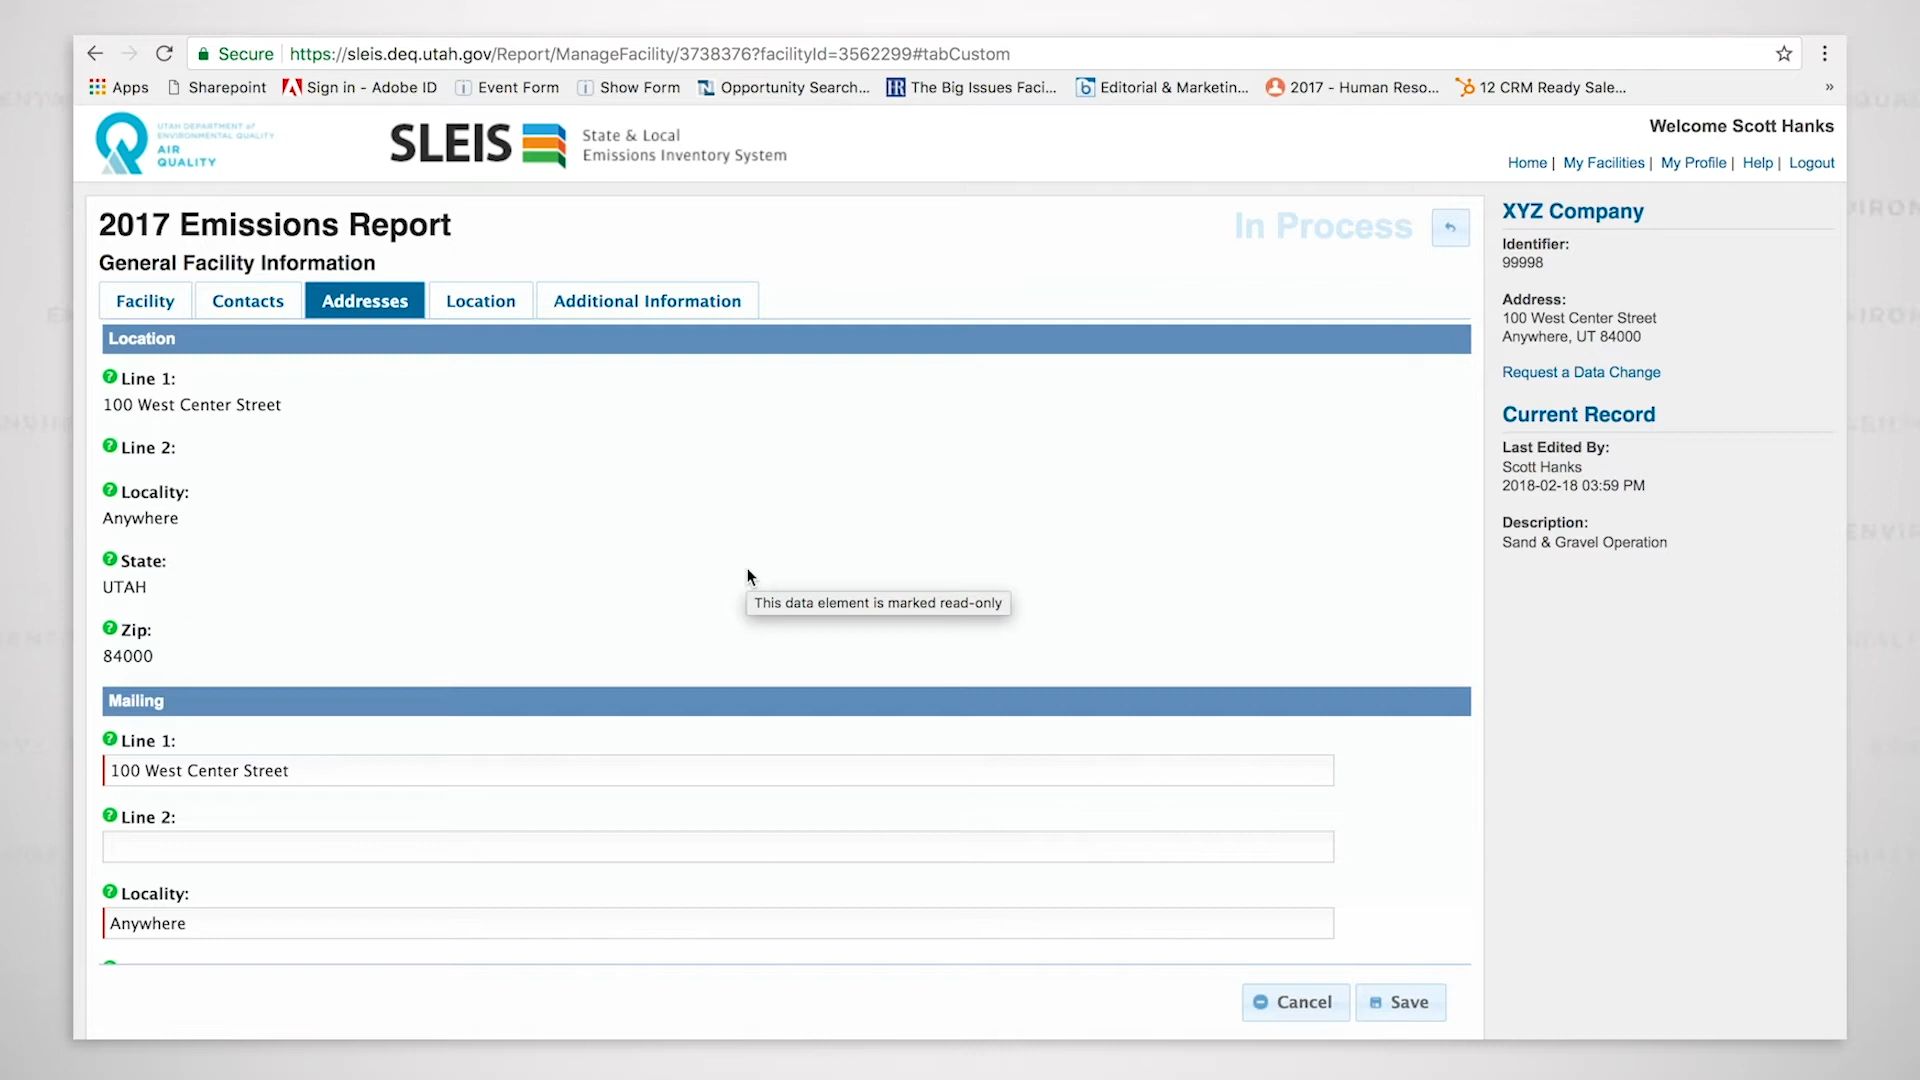 Secure https://sleis.deq.utah.gov/Report/ManageFacility/3738376?facilityId=3562299#tabCustom
Apps Sharepoint Sign in - Adobe ID Event Form Show Form Opportunity Search... The Big Issues Faci... Editorial & Marketin... 2017 - Human Reso... 12 CRM Ready Sale... »
UTAH DEPARTMENT of
ENVIRONMENTAL QUALITY
AIR
QUALITY
SLEIS
State & Local
Emissions Inventory System
Welcome Scott Hanks
Home | My Facilities | My Profile | Help | Logout
2017 Emissions Report
In Process
General Facility Information
Facility Contacts Addresses Location Additional Information
Location
Line 1:
100 West Center Street
Line 2:
Locality:
Anywhere
State:
UTAH
This data element is marked read-only
Zip:
84000
Mailing
Line 1:
100 West Center Street
Line 2:
Locality:
Anywhere
Cancel Save
XYZ Company
Identifier:
99998
Address:
100 West Center Street
Anywhere, UT 84000
Request a Data Change
Current Record
Last Edited By:
Scott Hanks
2018-02-18 03:59 PM
Description:
Sand & Gravel Operation